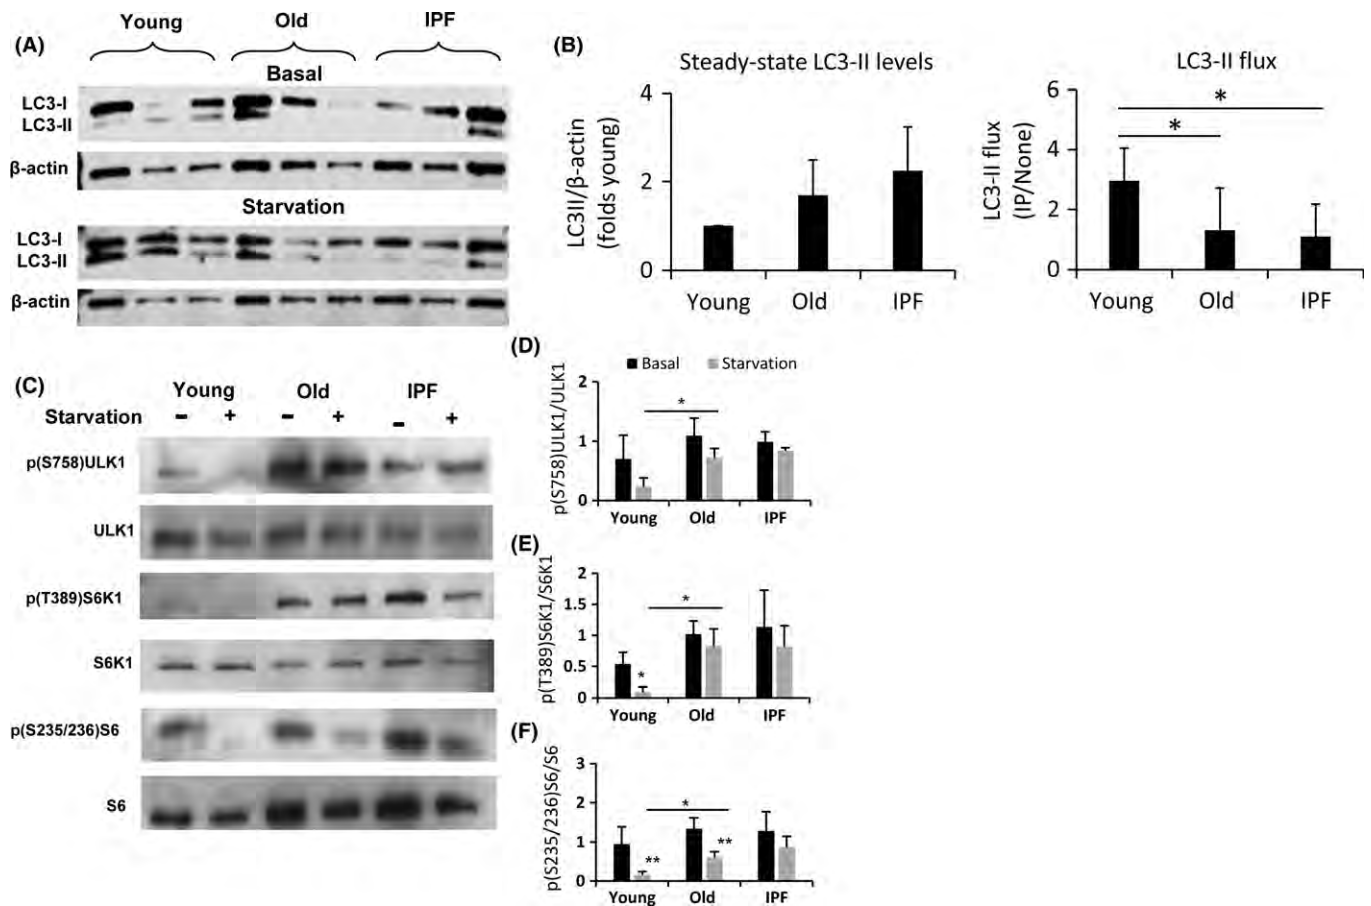 (A)
Young Old IPF
Basal
LC3-I
LC3-II
β-actin
Starvation
LC3-I
LC3-II
β-actin
(B)
Steady-state LC3-II levels
LC3II/β-actin
(folds young)
4
2
0
Young Old IPF
LC3-II flux
LC3-II flux
(IP/None)
6
4
2
0
*
*
Young Old IPF
(C)
Young Old IPF
Starvation - + - + - +
p(S758)ULK1
ULK1
p(T389)S6K1
S6K1
p(S235/236)S6
S6
(D)
Basal Starvation
p(S758)ULK1/ULK1
2
1
0
*
Young Old IPF
(E)
p(T389)S6K1/S6K1
2
1.5
1
0.5
0
*
*
Young Old IPF
(F)
p(S235/236)S6/S6
3
2
1
0
*
** **
Young Old IPF